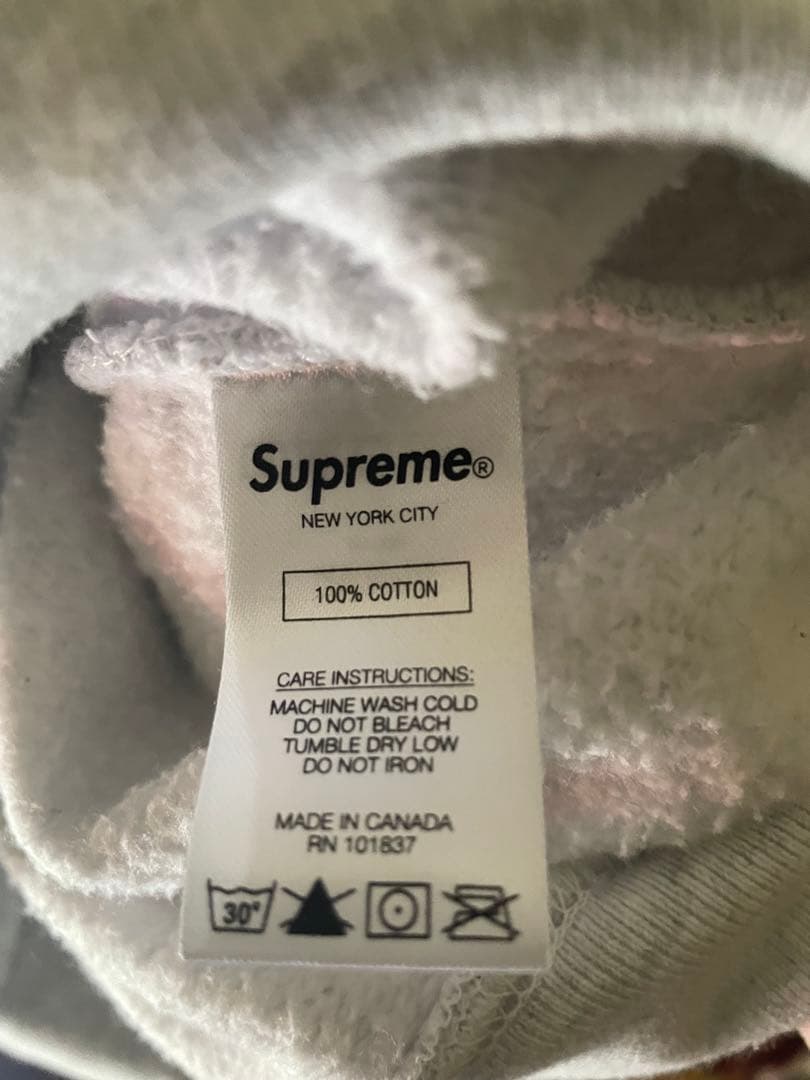 Supreme®
NEW YORK CITY
100% COTTON
CARE INSTRUCTIONS:
MACHINE WASH COLD
DO NOT BLEACH
TUMBLE DRY LOW
DO NOT IRON
MADE IN CANADA
RN 101837
30°